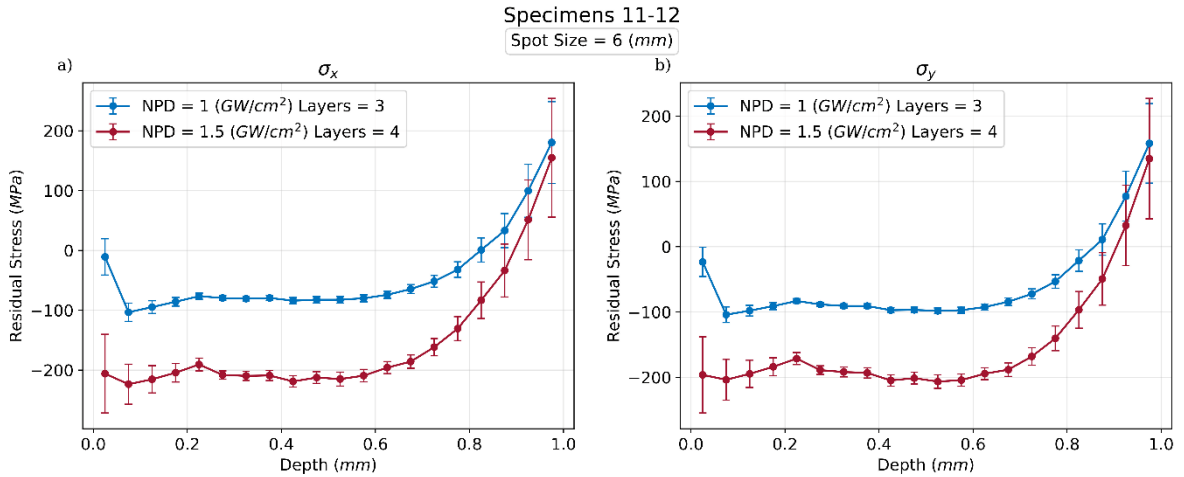 Specimens 11-12
Spot Size = 6 (mm)
a)
σx
NPD = 1 (GW/cm²) Layers = 3
NPD = 1.5 (GW/cm²) Layers = 4
Residual Stress (MPa)
200
100
0
−100
−200
0.0 0.2 0.4 0.6 0.8 1.0
Depth (mm)
b)
σy
NPD = 1 (GW/cm²) Layers = 3
NPD = 1.5 (GW/cm²) Layers = 4
Residual Stress (MPa)
200
100
0
−100
−200
0.0 0.2 0.4 0.6 0.8 1.0
Depth (mm)